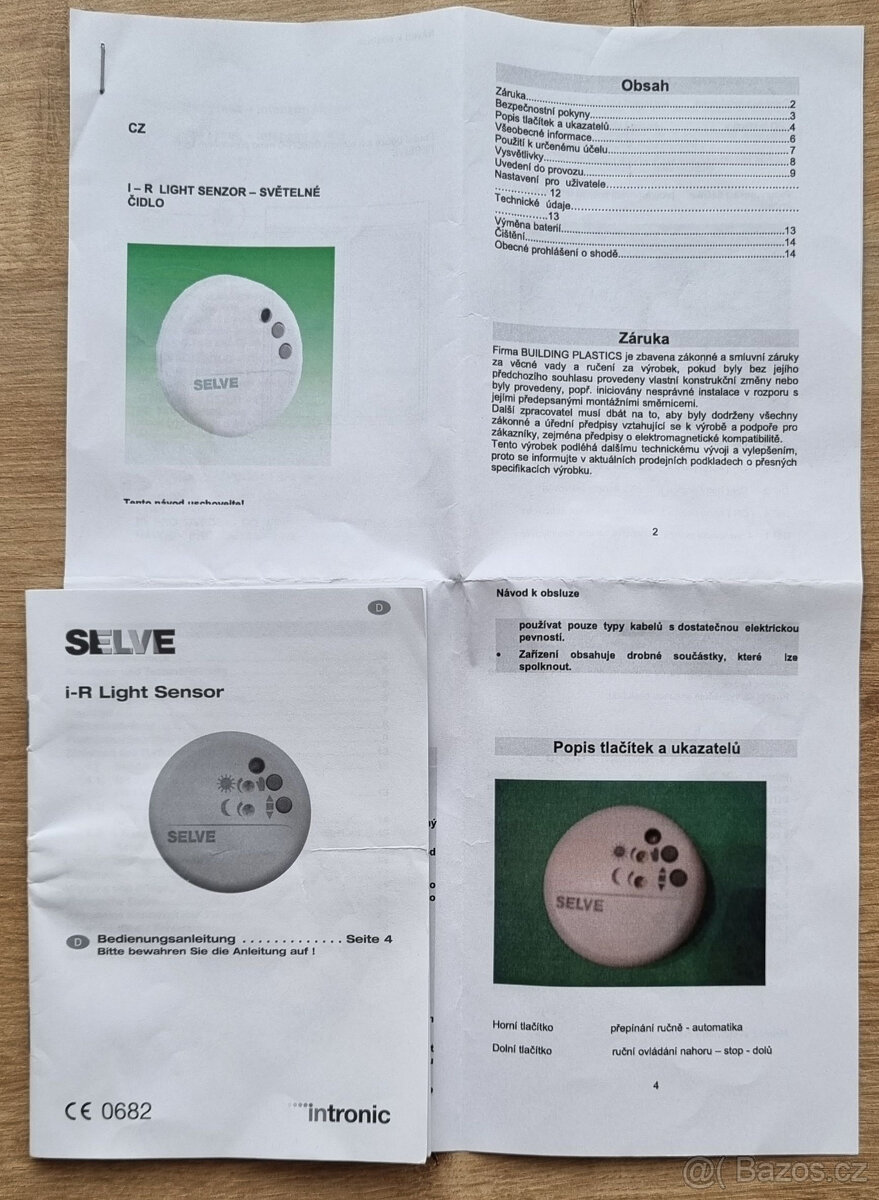 CZ
I – R LIGHT SENZOR – SVĚTELNÉ
ČIDLO
SELVE
Tento návod uschovejte!
Obsah
Záruka...2
Bezpečnostní pokyny...3
Popis tlačítek a ukazatelů...4
Všeobecné informace...6
Použití k určenému účelu...7
Vysvětlivky...8
Uvedení do provozu...9
Nastavení pro uživatele...
... 12
Technické údaje...
...13
Výměna baterií...13
Čištění...14
Obecné prohlášení o shodě...14
Záruka
Firma BUILDING PLASTICS je zbavena zákonné a smluvní záruky
za věcné vady a ručení za výrobek, pokud byly bez jejího
předchozího souhlasu provedeny vlastní konstrukční změny nebo
byly provedeny, popř. iniciovány nesprávné instalace v rozporu s
jejími předepsanými montážními směrnicemi.
Další zpracovatel musí dbát na to, aby byly dodrženy všechny
zákonné a úřední předpisy vztahující se k výrobě a podpoře pro
zákazníky, zejména předpisy o elektromagnetické kompatibilitě.
Tento výrobek podléhá dalšímu technickému vývoji a vylepšením,
proto se informujte v aktuálních prodejních podkladech o přesných
specifikacích výrobku.
2
Návod k obsluze
používat pouze typy kabelů s dostatečnou elektrickou
pevností.
• Zařízení obsahuje drobné součástky, které lze
spolknout.
Popis tlačítek a ukazatelů
SELVE
Horní tlačítko přepínání ručně - automatika
Dolní tlačítko ruční ovládání nahoru – stop - dolů
4
D
SELVE
i-R Light Sensor
SELVE
D Bedienungsanleitung . . . . . . . . . . . . . Seite 4
Bitte bewahren Sie die Anleitung auf !
CE 0682
intronic
Bazos.cz